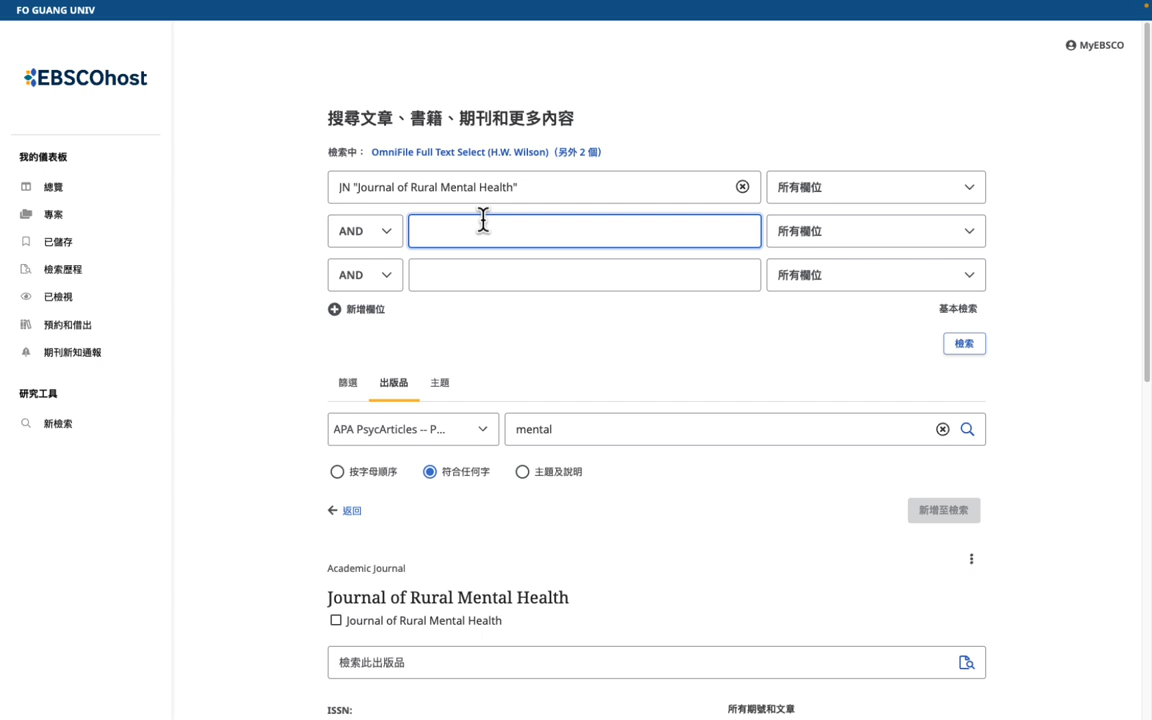 FO GUANG UNIV
MyEBSCO
EBSCOhost
搜尋文章、書籍、期刊和更多內容
我的儀表板
檢索中： OmniFile Full Text Select (H.W. Wilson)（另外 2 個）
總覽
JN "Journal of Rural Mental Health" 所有欄位
專案
AND 所有欄位
已儲存
檢索歷程
AND 所有欄位
已檢視
新增欄位 基本檢索
預約和借出
檢索
期刊新知通報
篩選 出版品 主題
研究工具
新檢索
APA PsycArticles -- P... mental
按字母順序 符合任何字 主題及說明
返回 新增至檢索
Academic Journal
Journal of Rural Mental Health
Journal of Rural Mental Health
檢索此出版品
ISSN: 所有期號和文章